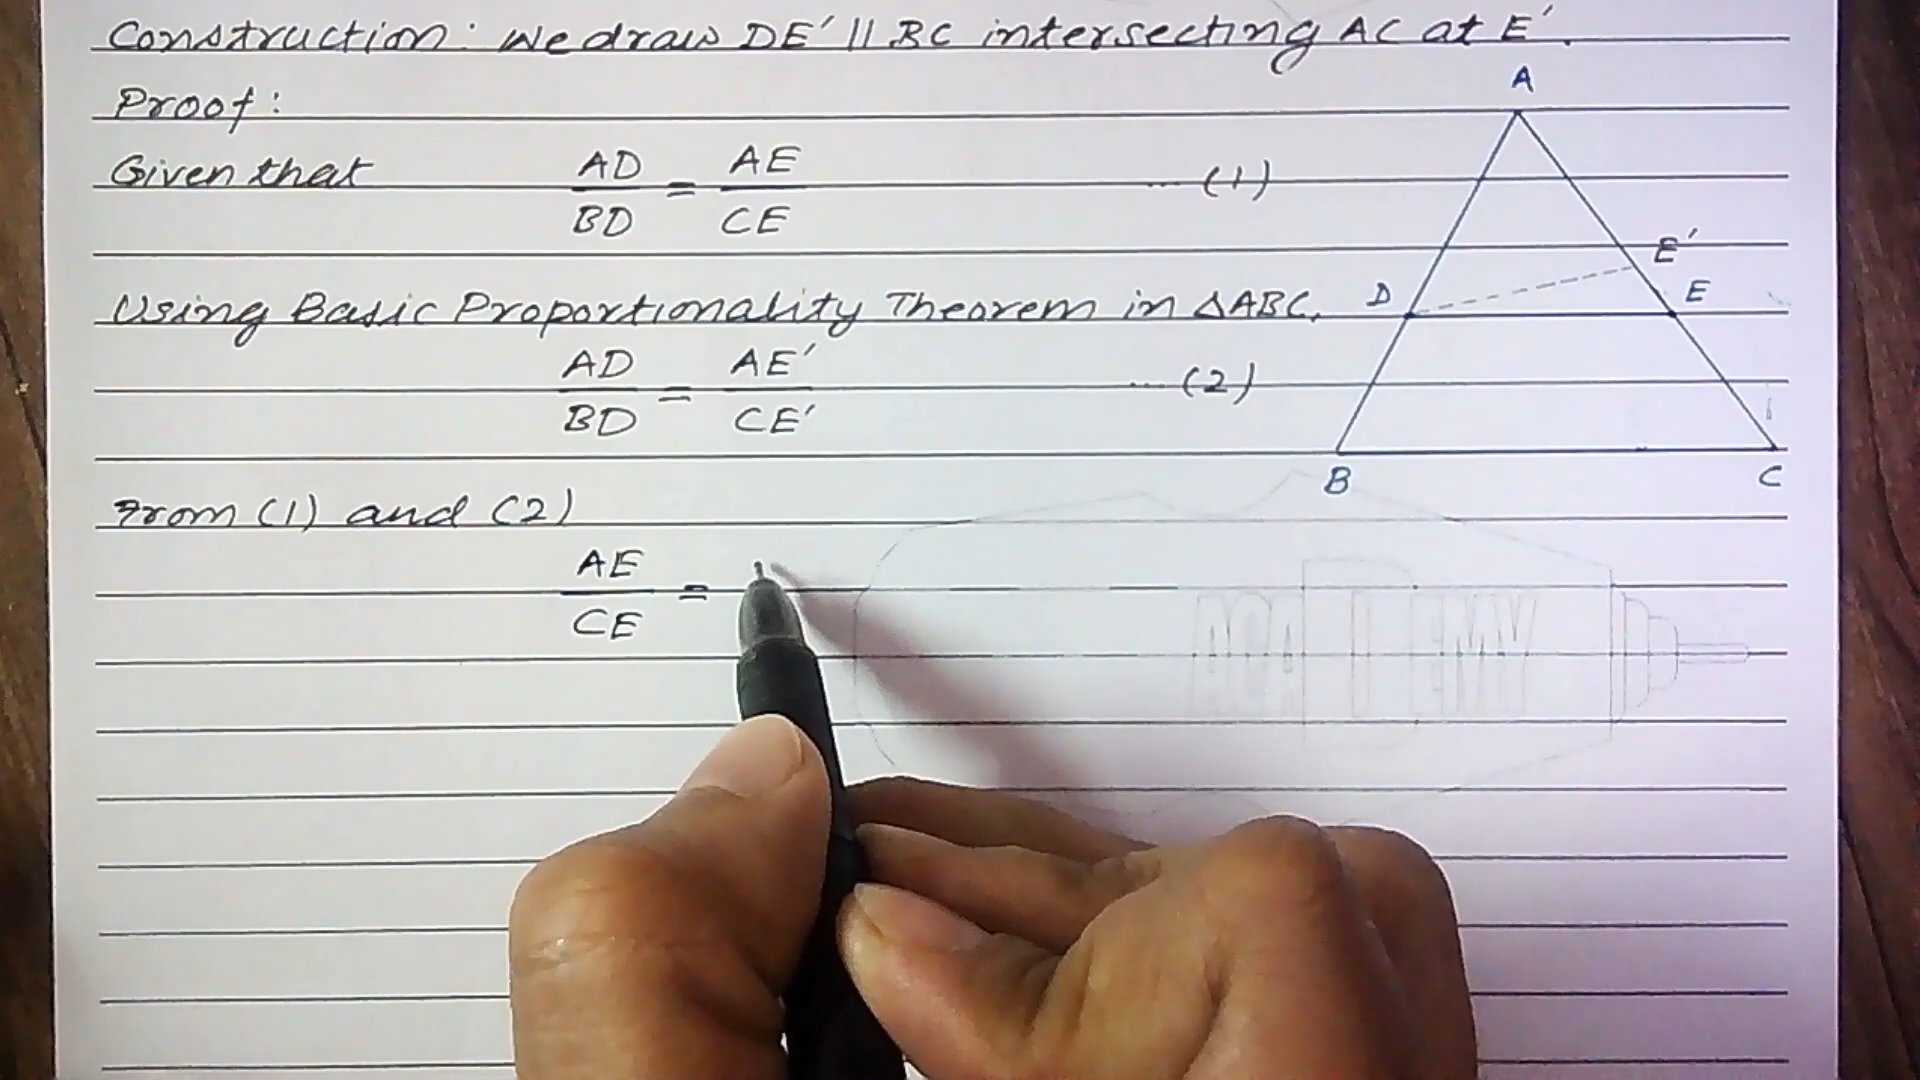 Construction: We draw DE' || BC intersecting AC at E'.
Proof:
Given that AD/BD = AE/CE ... (1)
Using Basic Proportionality Theorem in ΔABC,
AD/BD = AE'/CE' ... (2)
From (1) and (2)
AE/CE =
A
E'
D
E
B
C
ACADEMY